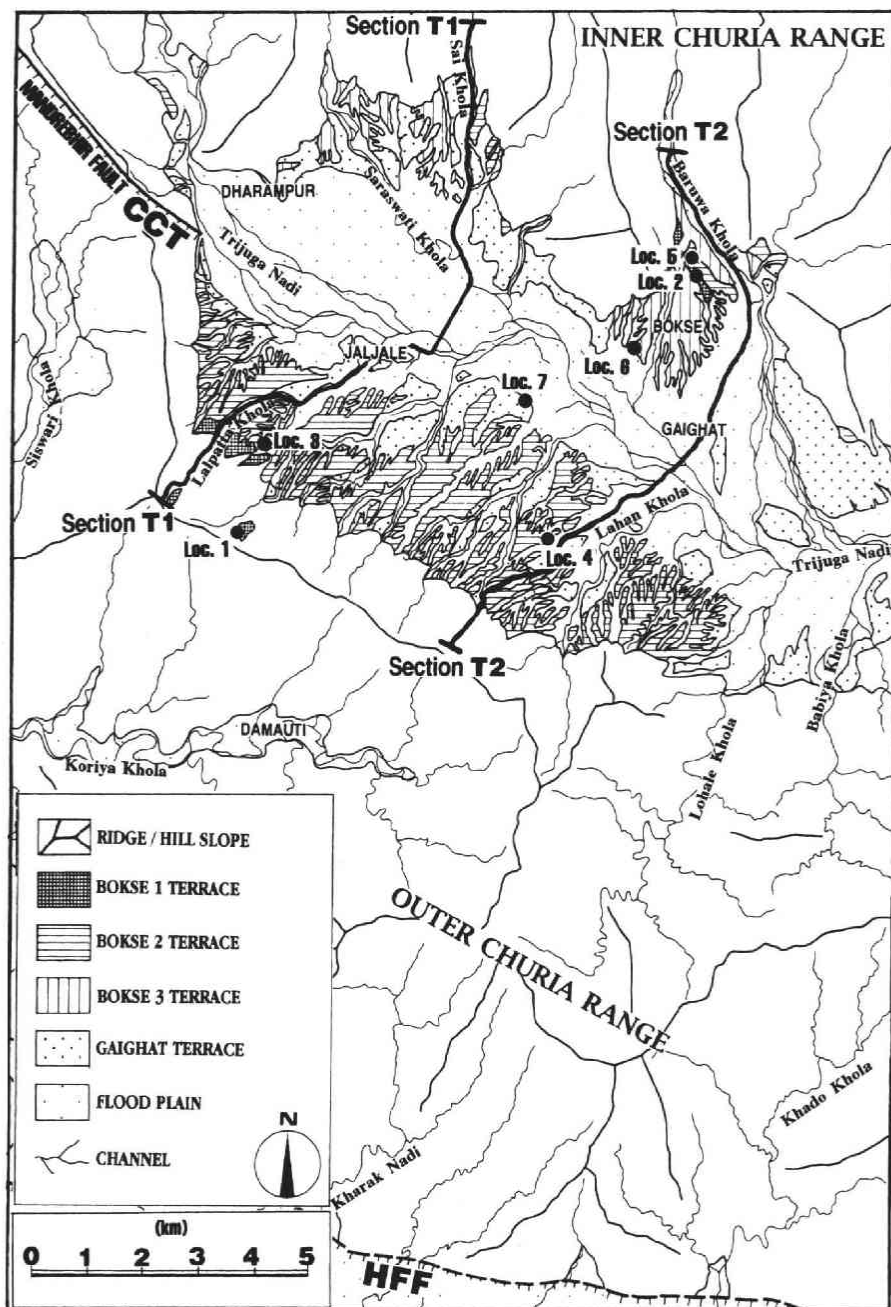 Section T1
INNER CHURIA RANGE
Sai Khola
Section T2
MANDREBHIR FAULT
CCT
DHARAMPUR
Saraswati Khola
Baruwa Khola
Trijuga Nadi
Loc. 5
Loc. 2
BOKSE
Loc. 6
JALJALE
Siswari Khola
Loc. 7
GAIGHAT
Lalpatta Khola
Loc. 3
Section T1
Loc. 1
Lahan Khola
Loc. 4
Trijuga Nadi
Section T2
Babiya Khola
DAMAUTI
Koriya Khola
Lohale Khola
RIDGE / HILL SLOPE
BOKSE 1 TERRACE
BOKSE 2 TERRACE
BOKSE 3 TERRACE
GAIGHAT TERRACE
FLOOD PLAIN
CHANNEL
N
OUTER CHURIA RANGE
Khado Khola
Kharak Nadi
(km)
0 1 2 3 4 5
HFF